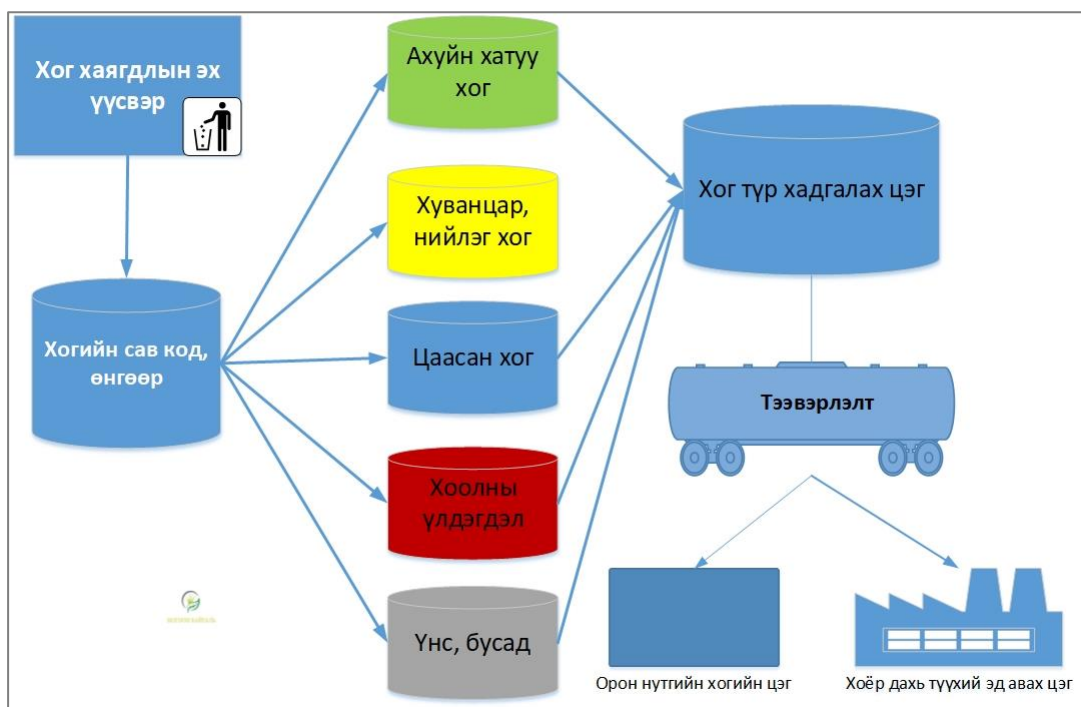 Хог хаягдлын эх
үүсвэр
Хогийн сав код,
өнгөөр
Ахуйн хатуу
хог
Хуванцар,
нийлэг хог
Цаасан хог
Хоолны
үлдэгдэл
Үнс, бусад
Хог түр хадгалах цэг
Тээвэрлэлт
Орон нутгийн хогийн цэг
Хоёр дахь түүхий эд авах цэг